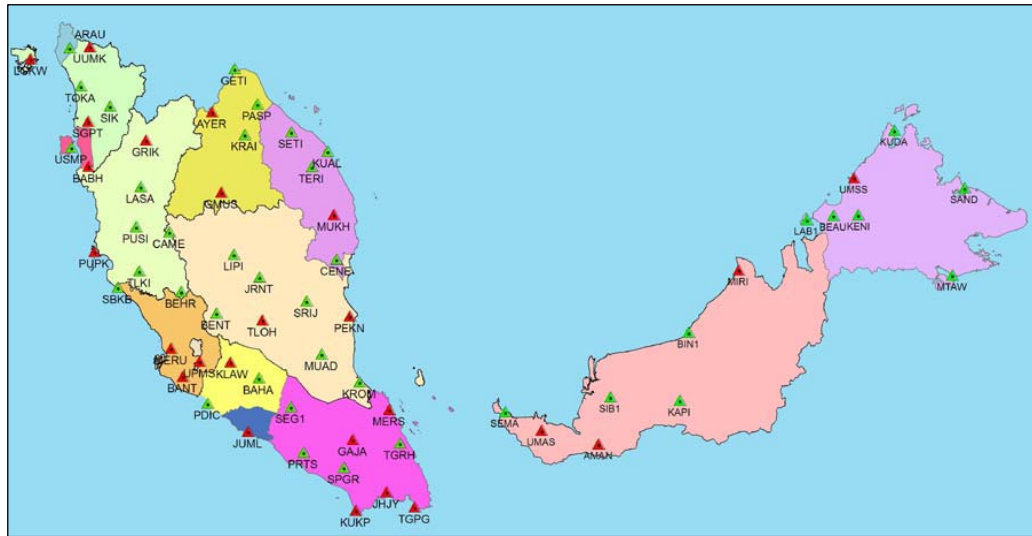 ARAU
UUMK
LGKW
TOKA
SIK
SGPT
USMP
BABH
GRIK
LASA
PUSI
CAME
PUPK
TLKI
SBKB
BEHR
GETI
PASP
AYER
KRAI
GMUS
SETI
KUAL
TERI
MUKH
CENE
LIPI
JRNT
SRIJ
BENT
TLOH
PEKN
MUAD
MERU
UPMS
KLAW
BANT
BAHA
KROM
PDIC
JUML
SEG1
MERS
GAJA
TGRH
PRTS
SPGR
JHJY
KUKP
TGPG
KUDA
UMSS
SAND
LAB1
BEAU
KENI
MTAW
MIRI
BIN1
SIB1
KAPI
SEMA
UMAS
AMAN